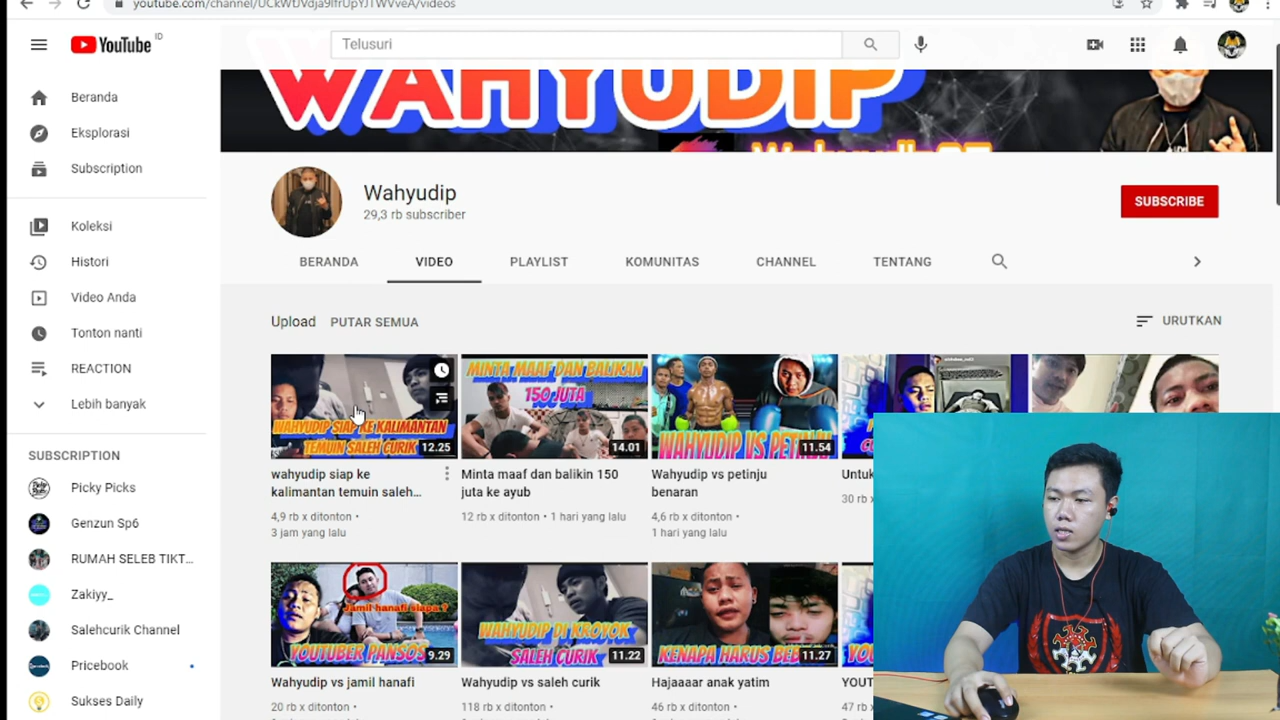 youtube.com/channel/UCkWDVdja9lfrUpYJTWVveA/videos
YouTube ID
Telusuri
WAHYUDIP
Beranda
Eksplorasi
Subscription
Koleksi
Histori
Video Anda
Tonton nanti
REACTION
Lebih banyak
SUBSCRIPTION
Picky Picks
Genzun Sp6
RUMAH SELEB TIKT...
Zakiyy_
Salehcurik Channel
Pricebook
Sukses Daily
Wahyudip
29,3 rb subscriber
SUBSCRIBE
BERANDA
VIDEO
PLAYLIST
KOMUNITAS
CHANNEL
TENTANG
Upload
PUTAR SEMUA
URUTKAN
WAHYUDIP SIAP KE KALIMANTAN
TEMUIN SALEH CURIK
12.25
wahyudip siap ke
kalimantan temuin saleh...
4,9 rb x ditonton •
3 jam yang lalu
MINTA MAAF DAN BALIKAN
150 JUTA
14.01
Minta maaf dan balikin 150
juta ke ayub
12 rb x ditonton • 1 hari yang lalu
WAHYUDIP VS PETINJU
11.54
Wahyudip vs petinju
benaran
4,6 rb x ditonton •
1 hari yang lalu
Untuk
30 rb
Jamil hanafi siapa ?
YOUTUBER PANSOS
9.29
Wahyudip vs jamil hanafi
20 rb x ditonton •
WAHYUDIP DI KROYOK
SALEH CURIK
11.22
Wahyudip vs saleh curik
118 rb x ditonton •
KENAPA HARUS BEB
11.27
Hajaaaar anak yatim
46 rb x ditonton •
YOUT
47 rb